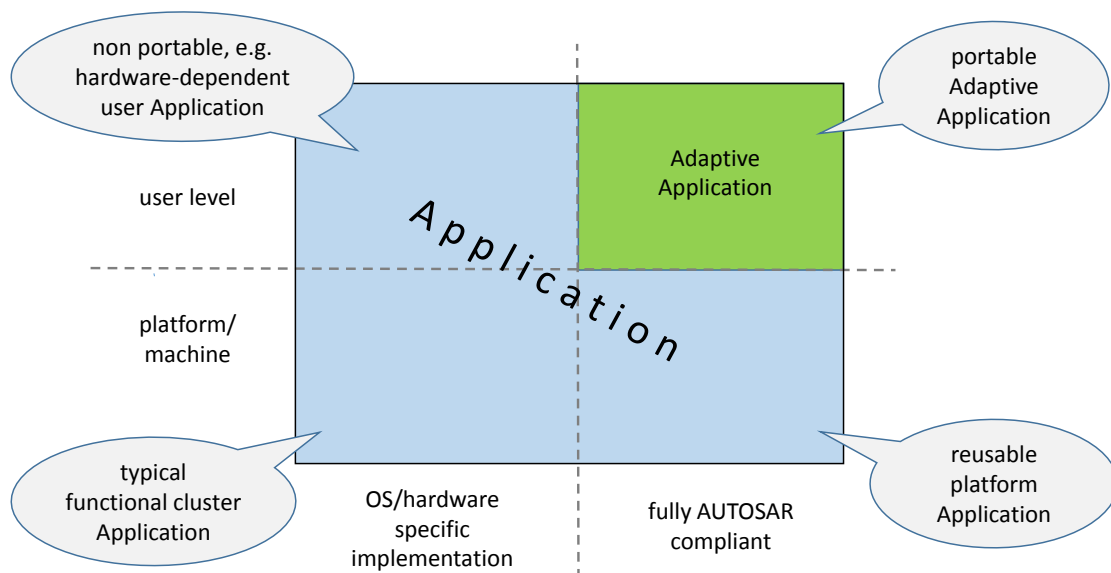 non portable, e.g.
hardware-dependent
user Application
portable
Adaptive
Application
Adaptive
Application
user level
Application
platform/
machine
typical
functional cluster
Application
OS/hardware
specific
implementation
fully AUTOSAR
compliant
reusable
platform
Application